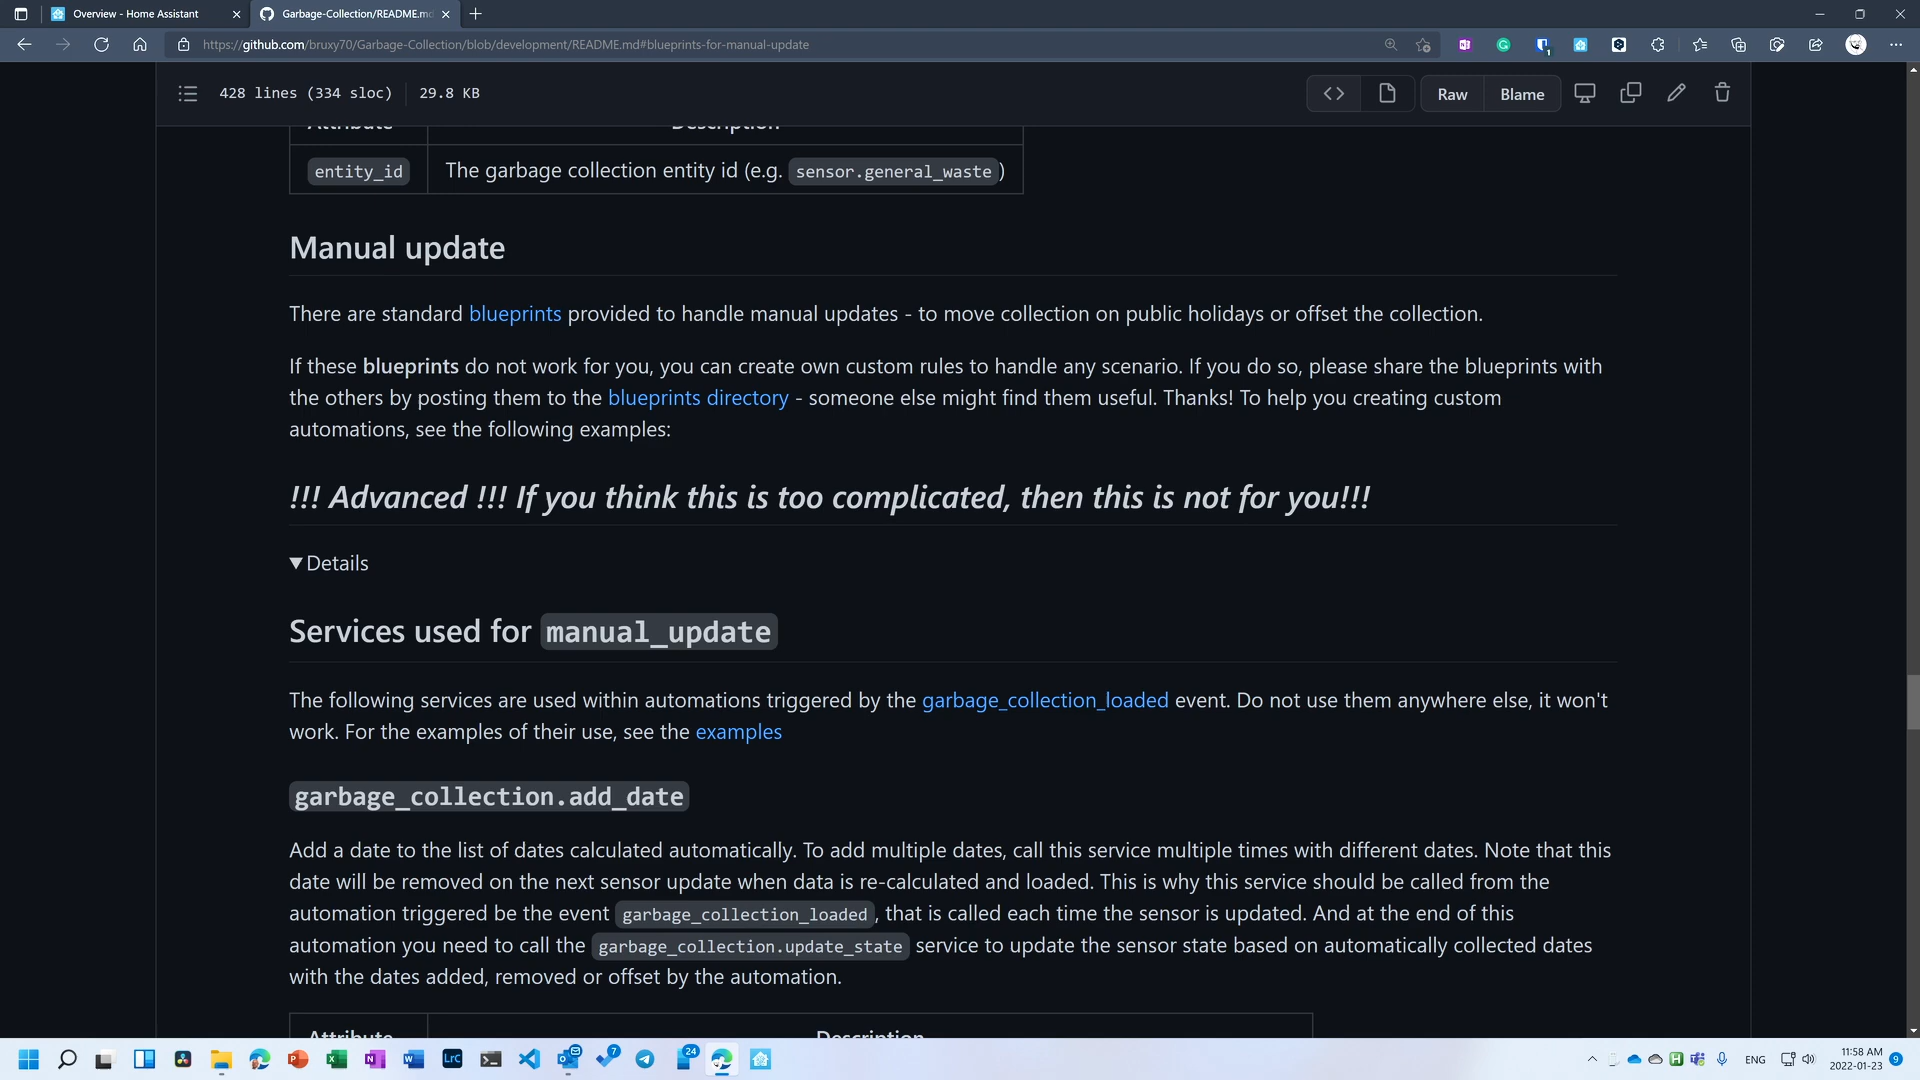 Overview - Home Assistant
Garbage-Collection/README.md
https://github.com/bruxy70/Garbage-Collection/blob/development/README.md#blueprints-for-manual-update
428 lines (334 sloc)
29.8 KB
Raw
Blame
Attribute
Description
entity_id
The garbage collection entity id (e.g. sensor.general_waste)
Manual update
There are standard blueprints provided to handle manual updates - to move collection on public holidays or offset the collection.
If these blueprints do not work for you, you can create own custom rules to handle any scenario. If you do so, please share the blueprints with
the others by posting them to the blueprints directory - someone else might find them useful. Thanks! To help you creating custom
automations, see the following examples:
!!! Advanced !!! If you think this is too complicated, then this is not for you!!!
▼Details
Services used for manual_update
The following services are used within automations triggered by the garbage_collection_loaded event. Do not use them anywhere else, it won't
work. For the examples of their use, see the examples
garbage_collection.add_date
Add a date to the list of dates calculated automatically. To add multiple dates, call this service multiple times with different dates. Note that this
date will be removed on the next sensor update when data is re-calculated and loaded. This is why this service should be called from the
automation triggered be the event garbage_collection_loaded, that is called each time the sensor is updated. And at the end of this
automation you need to call the garbage_collection.update_state service to update the sensor state based on automatically collected dates
with the dates added, removed or offset by the automation.
Attribute
Description
LrC
7
24
ENG
11:58 AM
2022-01-23
9